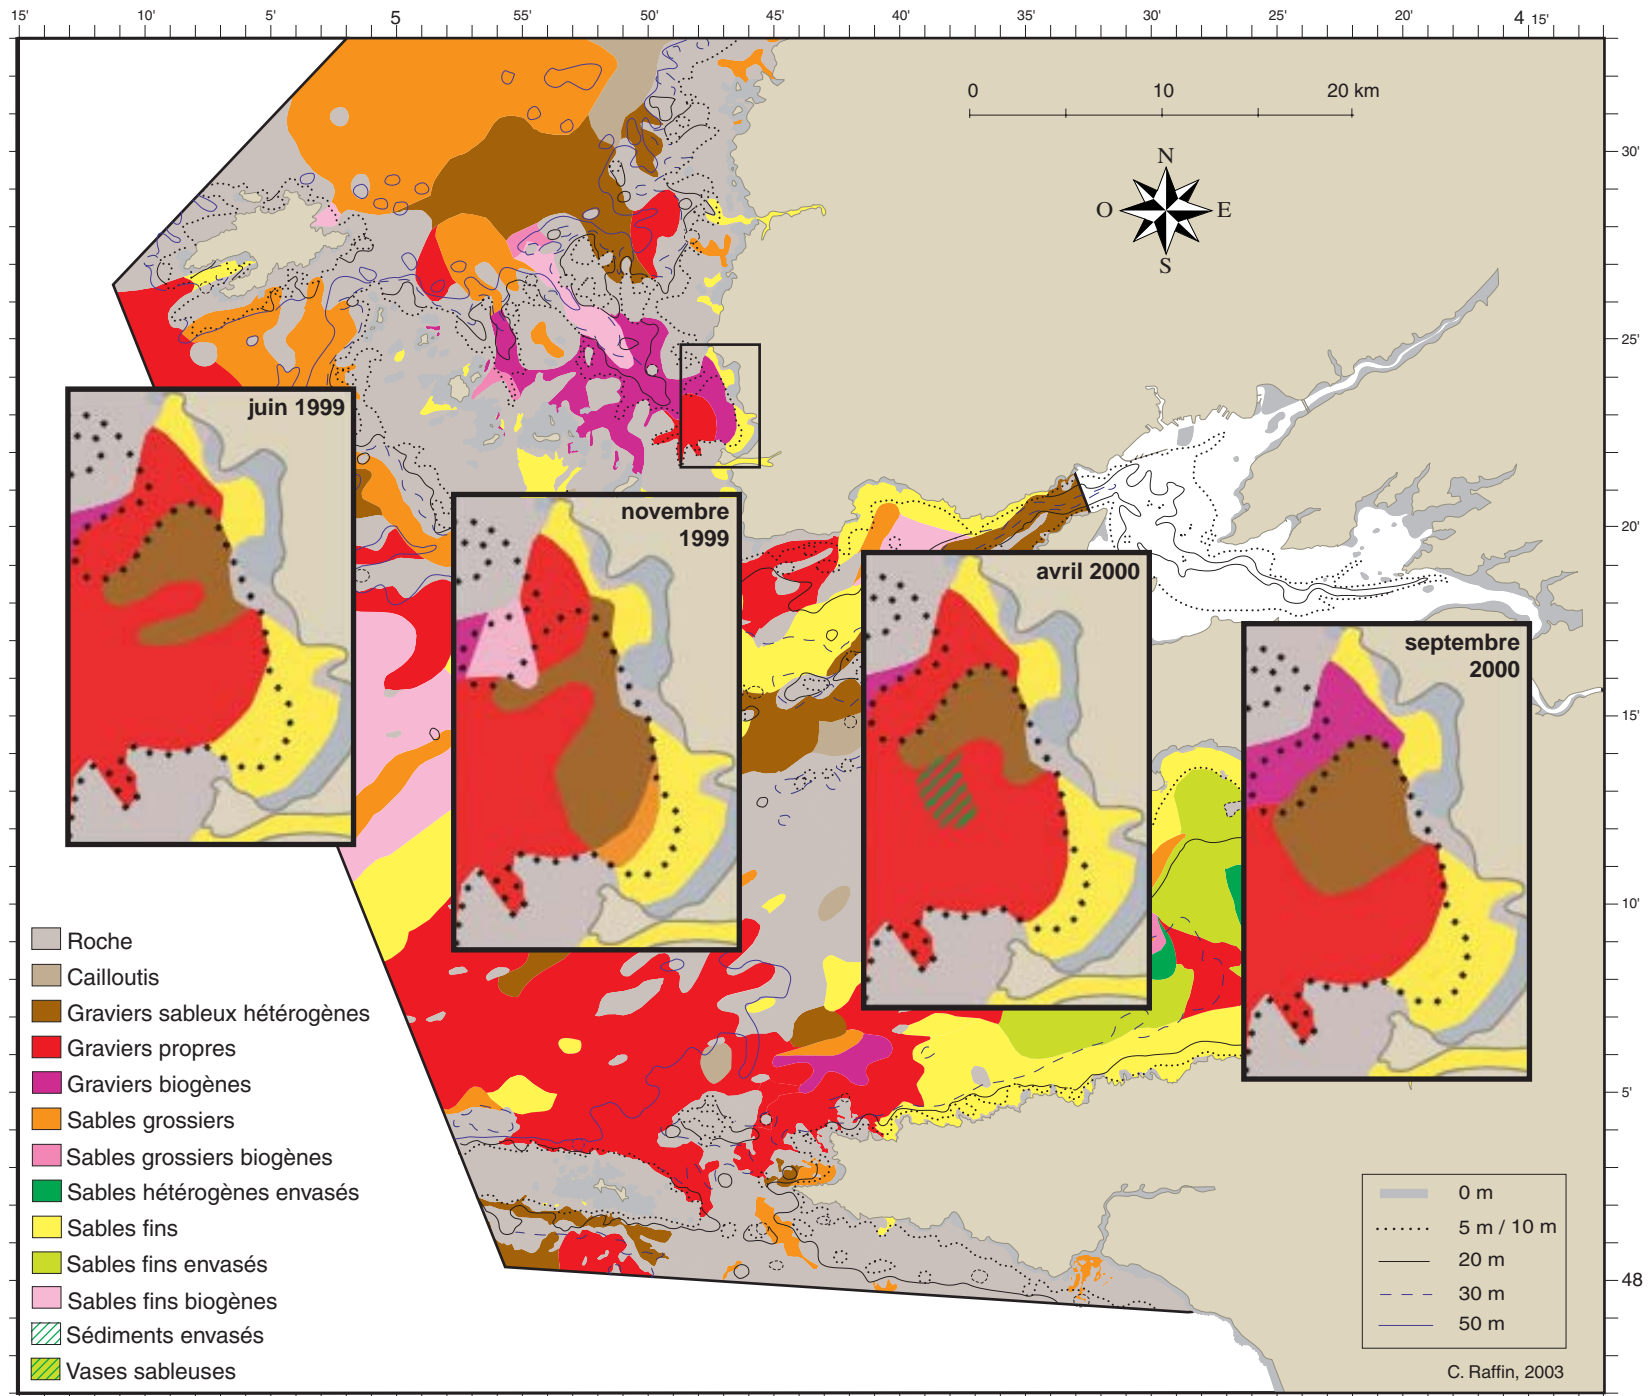 15' 10' 5' 5 55' 50' 45' 40' 35' 30' 25' 20' 4 15'
0 10 20 km
N
O E
S
30'
25'
20'
15'
10'
5'
48
juin 1999
novembre
1999
avril 2000
septembre
2000
Roche
Cailloutis
Graviers sableux hétérogènes
Graviers propres
Graviers biogènes
Sables grossiers
Sables grossiers biogènes
Sables hétérogènes envasés
Sables fins
Sables fins envasés
Sables fins biogènes
Sédiments envasés
Vases sableuses
0 m
5 m / 10 m
20 m
30 m
50 m
C. Raffin, 2003